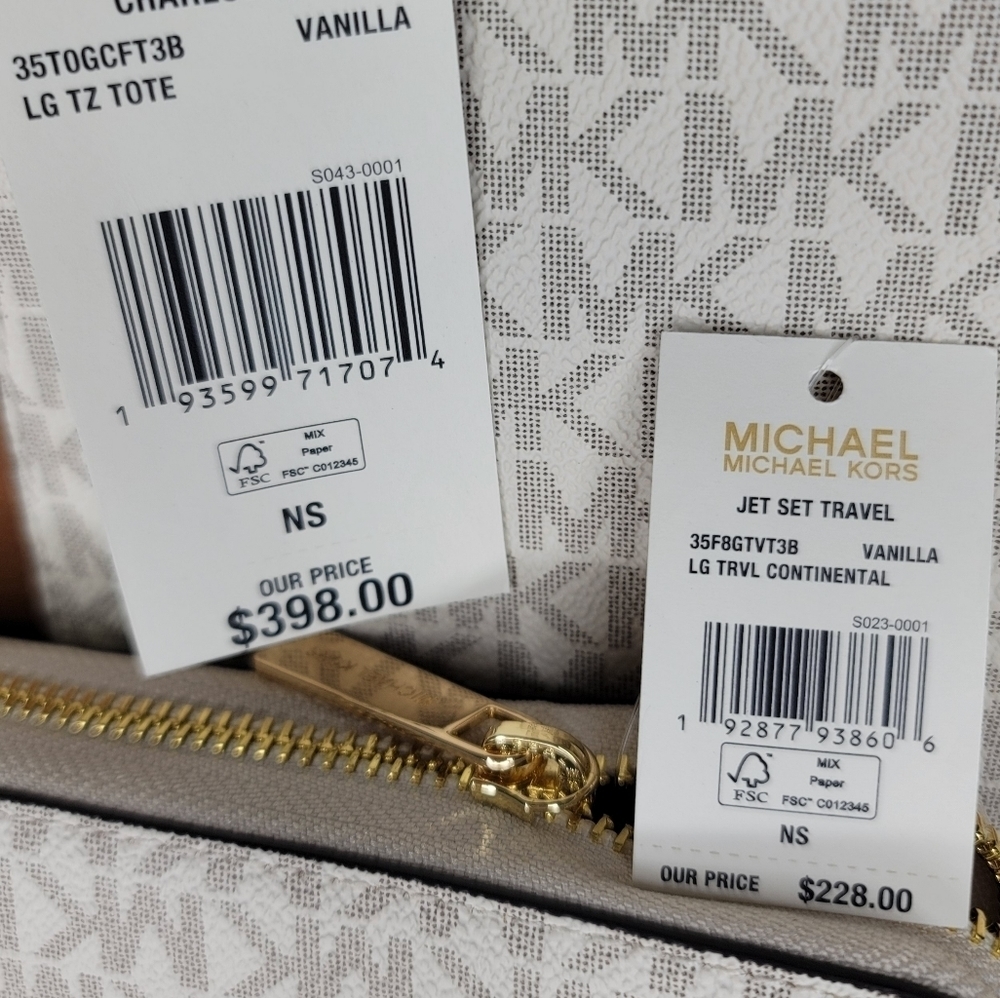 35T0GCFT3B VANILLA
LG TZ TOTE
S043-0001
1 93599 71707 4
FSC
MIX
Paper
FSC™ C012345
NS
OUR PRICE
$398.00
MICHAEL
MICHAEL KORS
JET SET TRAVEL
35F8GTVT3B VANILLA
LG TRVL CONTINENTAL
S023-0001
1 92877 93860 6
FSC
MIX
Paper
FSC™ C012345
NS
OUR PRICE $228.00